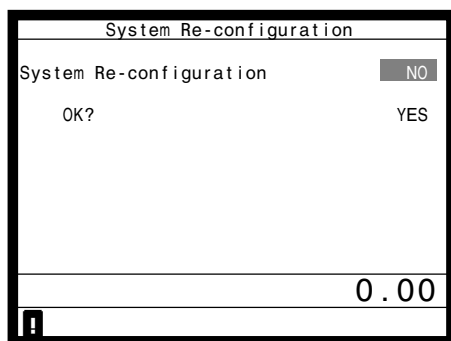 System Re-configuration
System Re-configuration NO
OK? YES
0.00
!